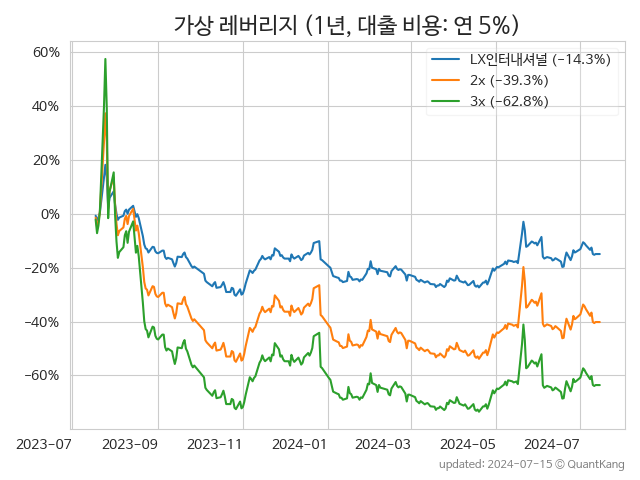 가상 레버리지 (1년, 대출 비용: 연 5%)
LX인터내셔널 (−14.3%)
2x (−39.3%)
3x (−62.8%)
60%
40%
20%
0%
−20%
−40%
−60%
2023-07
2023-09
2023-11
2024-01
2024-03
2024-05
2024-07
updated: 2024-07-15 © QuantKang